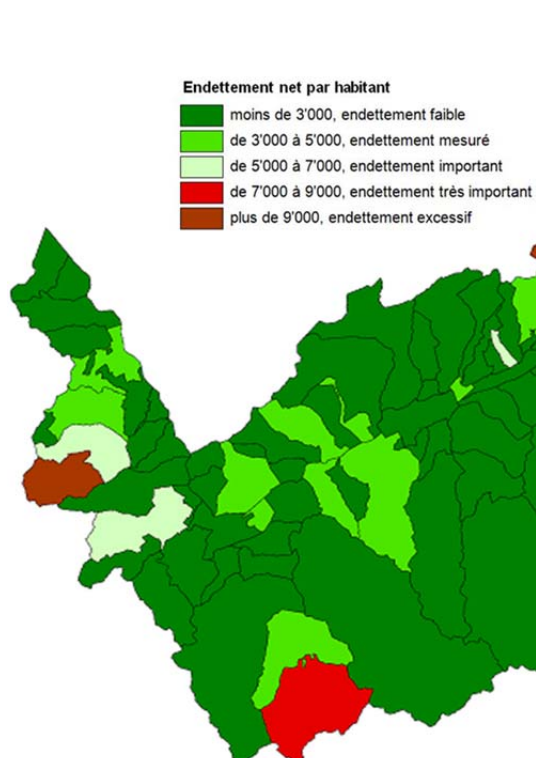 Endettement net par habitant
moins de 3'000, endettement faible
de 3'000 à 5'000, endettement mesuré
de 5'000 à 7'000, endettement important
de 7'000 à 9'000, endettement très important
plus de 9'000, endettement excessif